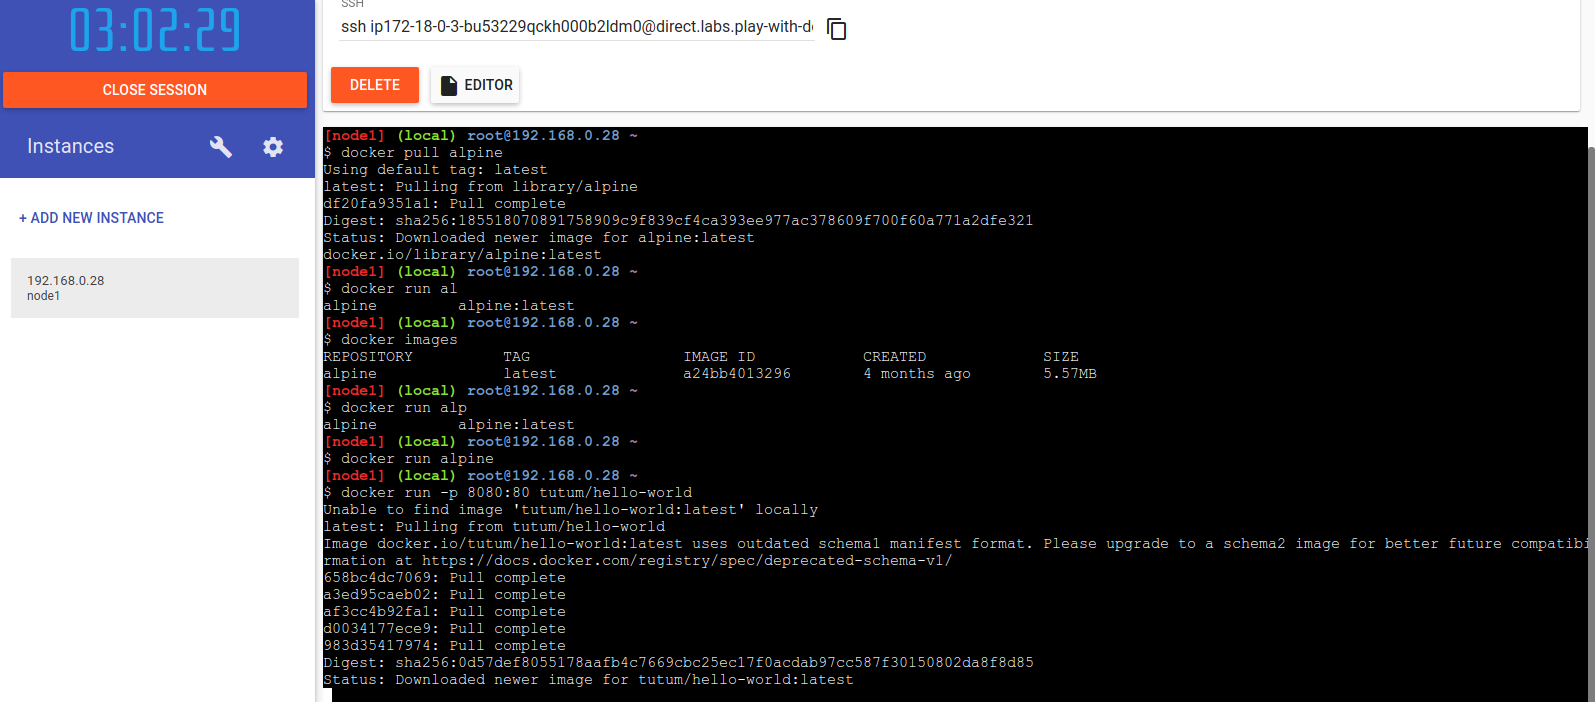 03:02:29
CLOSE SESSION
Instances
+ ADD NEW INSTANCE
192.168.0.28
node1
SSH
ssh ip172-18-0-3-bu53229qckh000b2ldm0@direct.labs.play-with-d
DELETE
EDITOR
[node1] (local) root@192.168.0.28 ~
$ docker pull alpine
Using default tag: latest
latest: Pulling from library/alpine
df20fa9351a1: Pull complete
Digest: sha256:185518070891758909c9f839cf4ca393ee977ac378609f700f60a771a2dfe321
Status: Downloaded newer image for alpine:latest
docker.io/library/alpine:latest
[node1] (local) root@192.168.0.28 ~
$ docker run al
alpine         alpine:latest
[node1] (local) root@192.168.0.28 ~
$ docker images
REPOSITORY          TAG                 IMAGE ID            CREATED             SIZE
alpine              latest              a24bb4013296        4 months ago        5.57MB
[node1] (local) root@192.168.0.28 ~
$ docker run alp
alpine         alpine:latest
[node1] (local) root@192.168.0.28 ~
$ docker run alpine
[node1] (local) root@192.168.0.28 ~
$ docker run -p 8080:80 tutum/hello-world
Unable to find image 'tutum/hello-world:latest' locally
latest: Pulling from tutum/hello-world
Image docker.io/tutum/hello-world:latest uses outdated schema1 manifest format. Please upgrade to a schema2 image for better future compatibi
rmation at https://docs.docker.com/registry/spec/deprecated-schema-v1/
658bc4dc7069: Pull complete
a3ed95caeb02: Pull complete
af3cc4b92fa1: Pull complete
d0034177ece9: Pull complete
983d35417974: Pull complete
Digest: sha256:0d57def8055178aafb4c7669cbc25ec17f0acdab97cc587f30150802da8f8d85
Status: Downloaded newer image for tutum/hello-world:latest